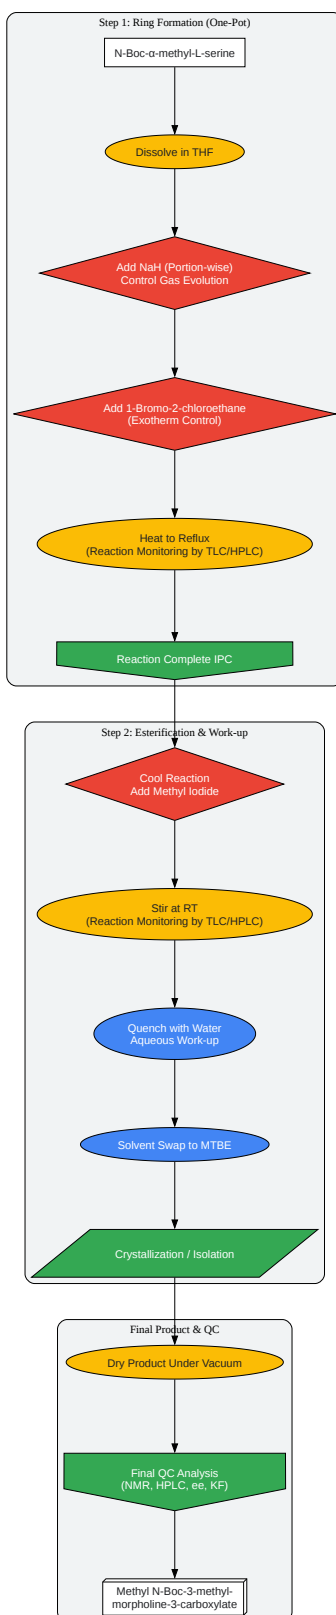 Step 1: Ring Formation (One-Pot)
N-Boc-α-methyl-L-serine
Dissolve in THF
Add NaH (Portion-wise)
Control Gas Evolution
Add 1-Bromo-2-chloroethane
(Exotherm Control)
Heat to Reflux
(Reaction Monitoring by TLC/HPLC)
Reaction Complete IPC
Step 2: Esterification & Work-up
Cool Reaction
Add Methyl Iodide
Stir at RT
(Reaction Monitoring by TLC/HPLC)
Quench with Water
Aqueous Work-up
Solvent Swap to MTBE
Crystallization / Isolation
Final Product & QC
Dry Product Under Vacuum
Final QC Analysis
(NMR, HPLC, ee, KF)
Methyl N-Boc-3-methyl-
morpholine-3-carboxylate